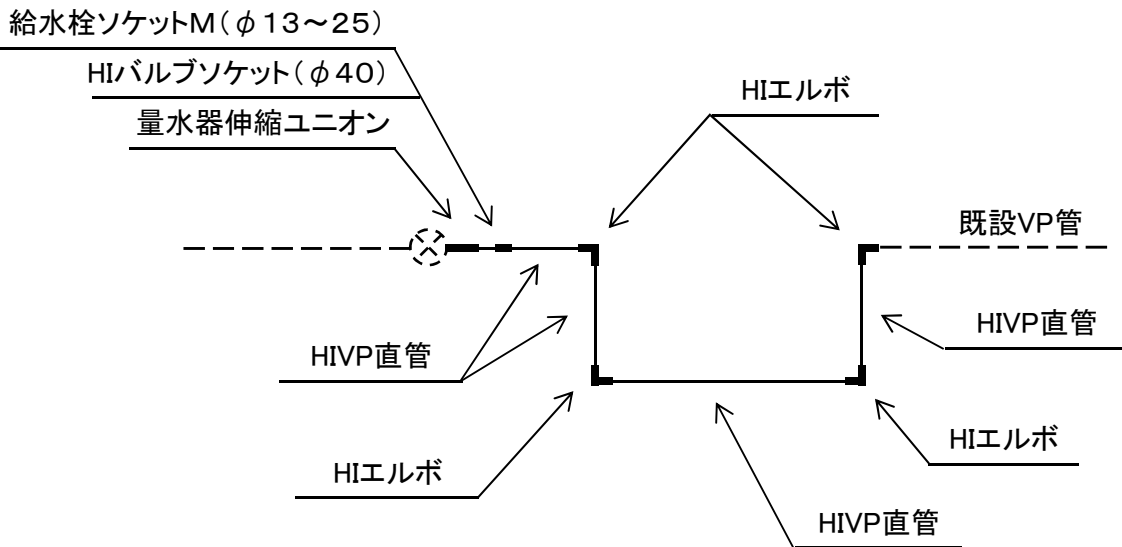 給水栓ソケットM(φ13~25)
HIバルブソケット(φ40)
量水器伸縮ユニオン
HIエルボ
既設VP管
HIVP直管
HIVP直管
HIエルボ
HIエルボ
HIVP直管